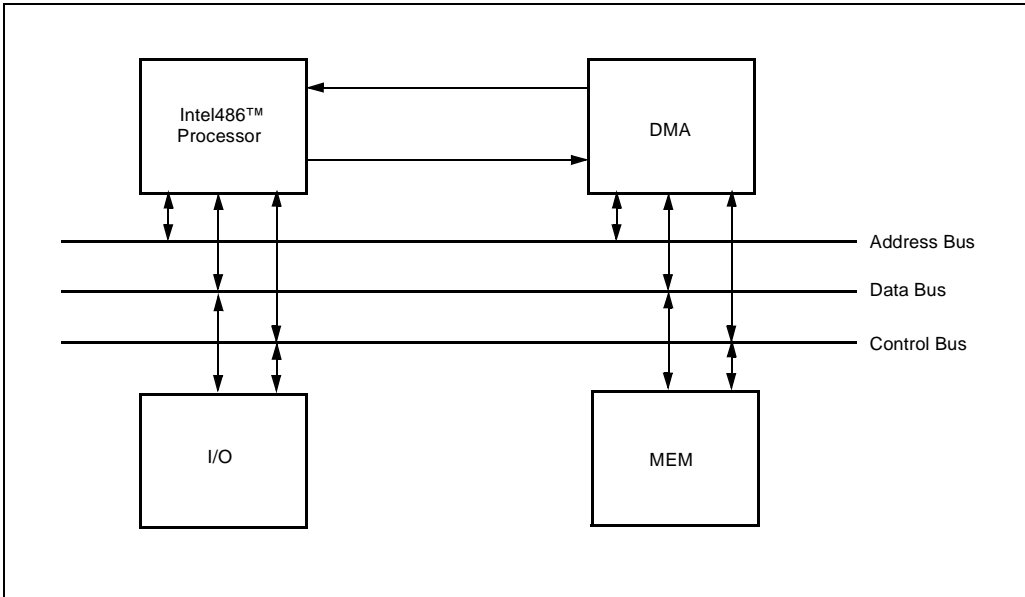 Intel486™
Processor
DMA
Address Bus
Data Bus
Control Bus
I/O
MEM